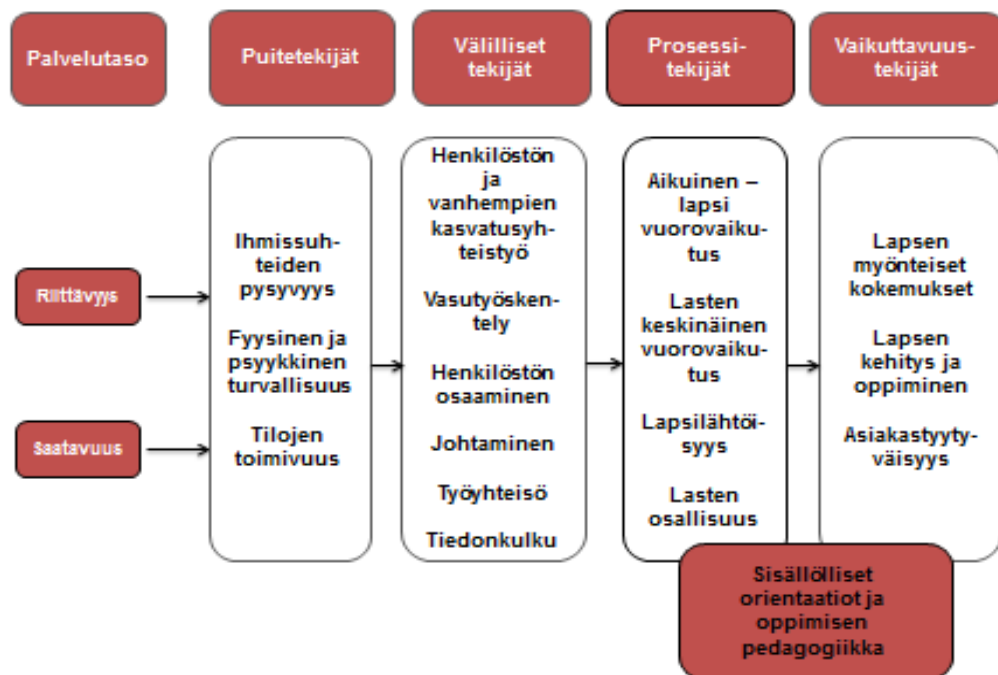 Palvelutaso
Puitetekijät
Välilliset
tekijät
Prosessi-
tekijät
Vaikuttavuus-
tekijät
Riittävyys
Saatavuus
Ihmissuh-
teiden
pysyvyys
Fyysinen ja
psyykkinen
turvallisuus
Tilojen
toimivuus
Henkilöstön
ja
vanhempien
kasvatusyh-
teistyö
Vasutyösken-
tely
Henkilöstön
osaaminen
Johtaminen
Työyhteisö
Tiedonkulku
Aikuinen –
lapsi
vuorovaiku-
tus
Lasten
keskinäinen
vuorovaiku-
tus
Lapsilähtöi-
syys
Lasten
osallisuus
Lapsen
myönteiset
kokemukset
Lapsen
kehitys ja
oppiminen
Asiakastyyty-
väisyys
Sisällölliset
orientaatiot ja
oppimisen
pedagogiikka